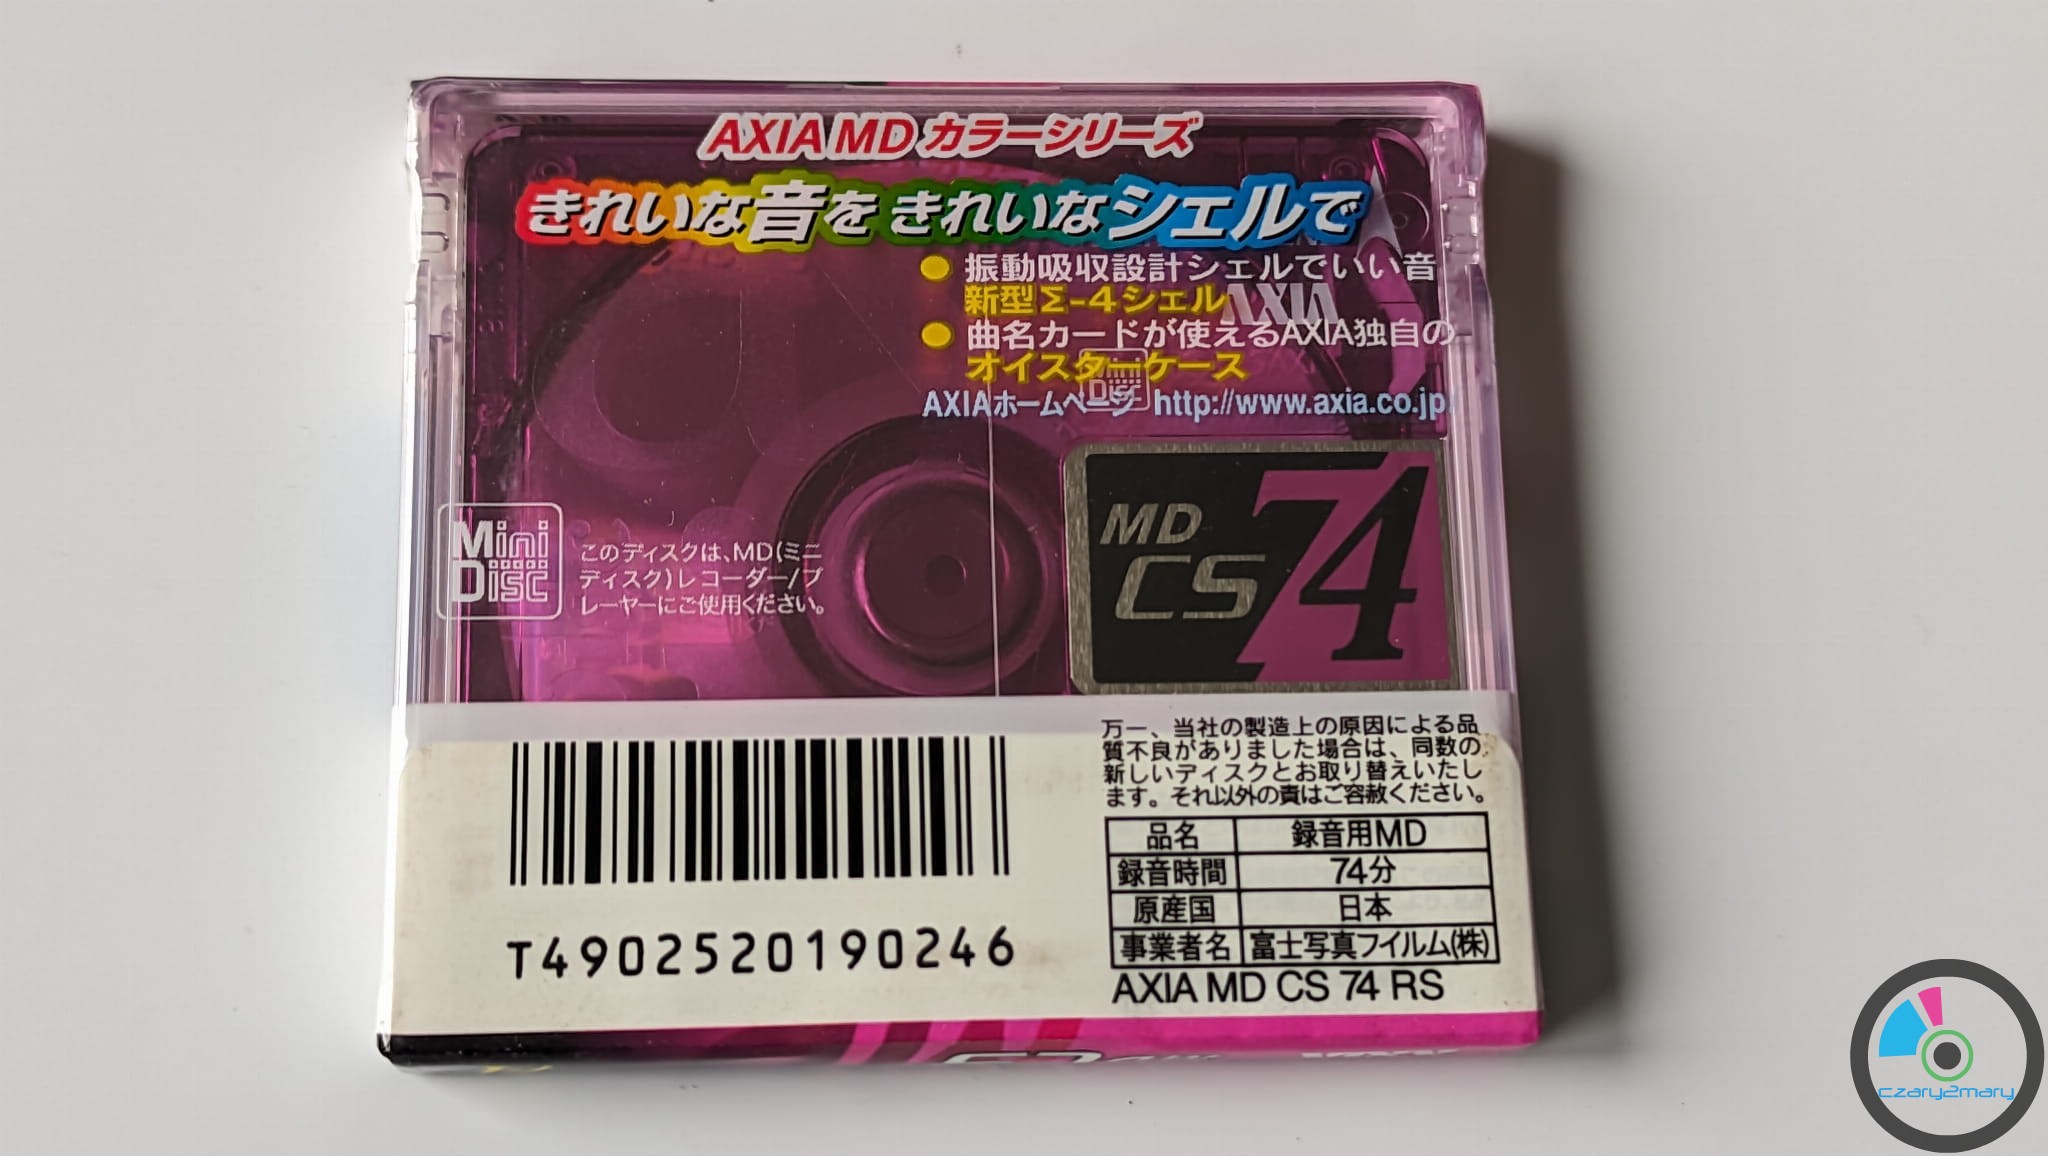 AXIA MD カラーシリーズ
きれいな音を きれいなシェルで
● 振動吸収設計シェルでいい音
新型Σ-4シェル
AXIA
● 曲名カードが使えるAXIA独自の
オイスターケース
Mini
Disc
AXIAホームページ http://www.axia.co.jp
MD
CS
74
Mini
Disc
このディスクは、MD(ミニ
ディスク)レコーダー/プ
レーヤーにご使用ください。
万一、当社の製造上の原因による品
質不良がありました場合は、同数の
新しいディスクとお取り替えいたし
ます。それ以外の責はご容赦ください。
品名 録音用MD
録音時間 74分
原産国 日本
事業者名 富士写真フイルム(株)
AXIA MD CS 74 RS
T4902520190246
czary2mary